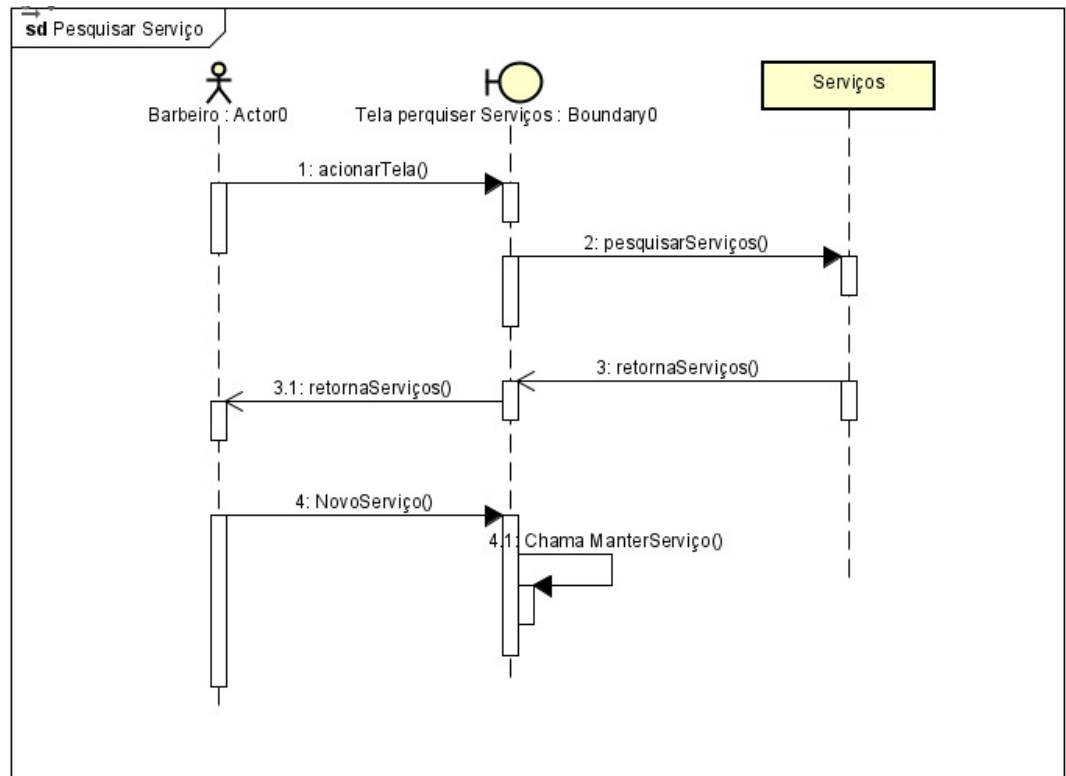 sd Pesquisar Serviço
Barbeiro : Actor0
Tela perquiser Serviços : Boundary0
Serviços
1: acionarTela()
2: pesquisarServiços()
3: retornaServiços()
3.1: retornaServiços()
4: NovoServiço()
4.1: Chama ManterServiço()